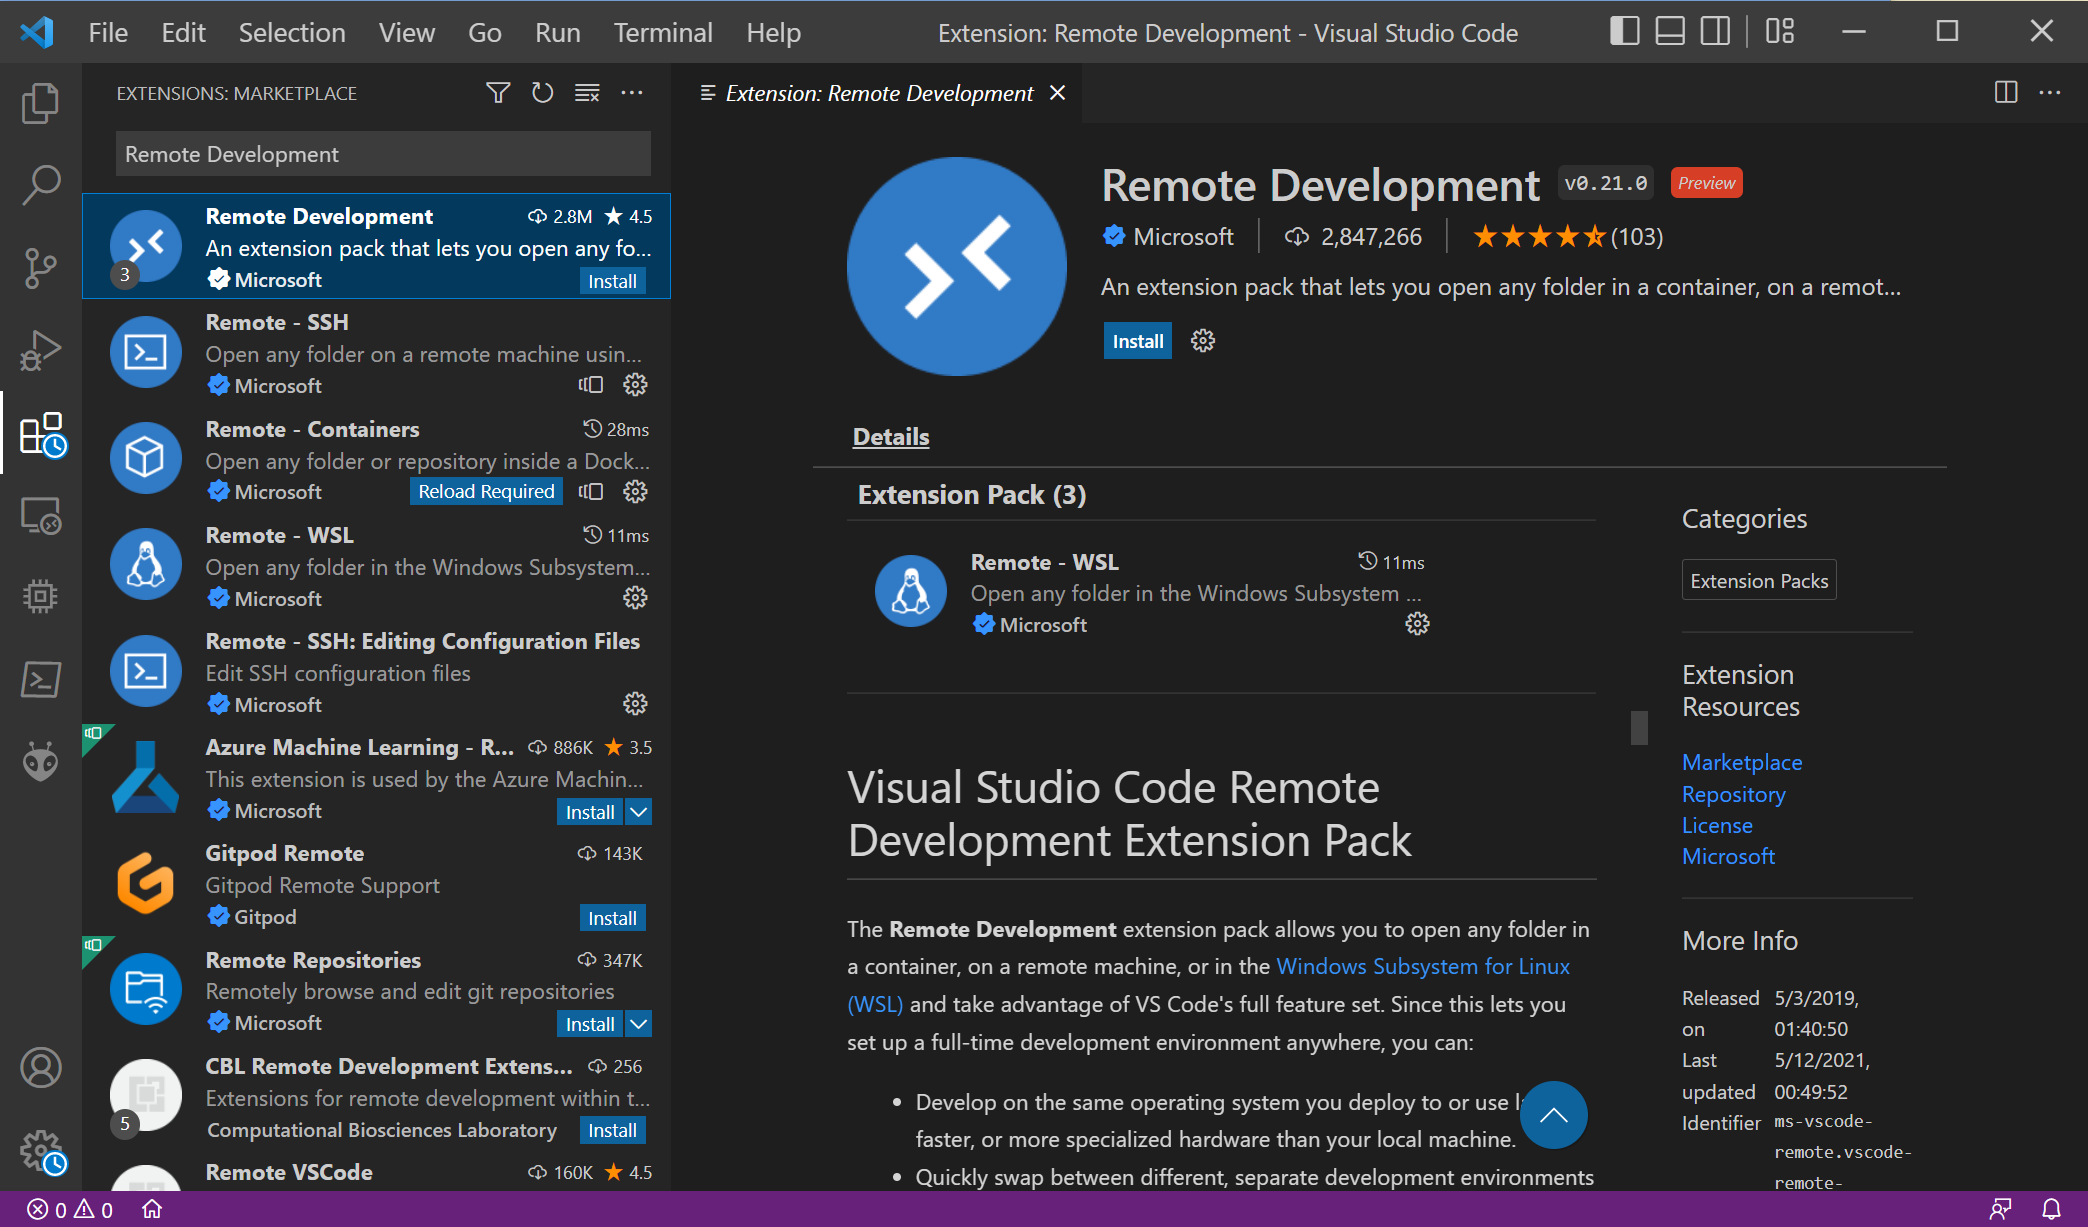 File Edit Selection View Go Run Terminal Help
Extension: Remote Development - Visual Studio Code
EXTENSIONS: MARKETPLACE
Remote Development
Remote Development 2.8M ★ 4.5
An extension pack that lets you open any fo...
3
Microsoft Install
Remote - SSH
Open any folder on a remote machine usin...
Microsoft
Remote - Containers 28ms
Open any folder or repository inside a Dock...
Microsoft Reload Required
Remote - WSL 11ms
Open any folder in the Windows Subsystem...
Microsoft
Remote - SSH: Editing Configuration Files
Edit SSH configuration files
Microsoft
Azure Machine Learning - R... 886K ★ 3.5
This extension is used by the Azure Machin...
Microsoft Install
Gitpod Remote 143K
Gitpod Remote Support
Gitpod Install
Remote Repositories 347K
Remotely browse and edit git repositories
Microsoft Install
CBL Remote Development Extens... 256
Extensions for remote development within t...
5
Computational Biosciences Laboratory Install
Remote VSCode 160K ★ 4.5
Extension: Remote Development
Remote Development v0.21.0 Preview
Microsoft 2,847,266 (103)
An extension pack that lets you open any folder in a container, on a remot...
Install
Details
Extension Pack (3)
Remote - WSL 11ms
Open any folder in the Windows Subsystem ...
Microsoft
Visual Studio Code Remote
Development Extension Pack
The Remote Development extension pack allows you to open any folder in
a container, on a remote machine, or in the Windows Subsystem for Linux
(WSL) and take advantage of VS Code's full feature set. Since this lets you
set up a full-time development environment anywhere, you can:
• Develop on the same operating system you deploy to or use
faster, or more specialized hardware than your local machine.
• Quickly swap between different, separate development environments
Categories
Extension Packs
Extension
Resources
Marketplace
Repository
License
Microsoft
More Info
Released 5/3/2019,
on 01:40:50
Last 5/12/2021,
updated 00:49:52
Identifier ms-vscode-
remote.vscode-
remote-
0 0